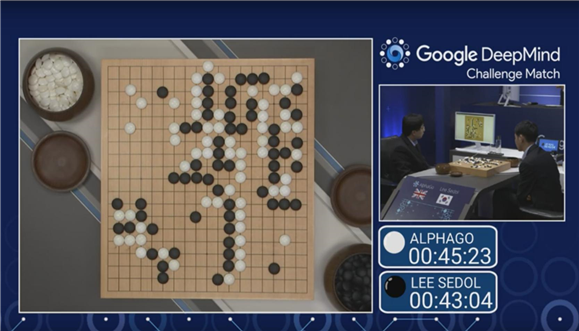 Google DeepMind
Challenge Match
ALPHAGO
00:45:23
LEE SEDOL
00:43:04